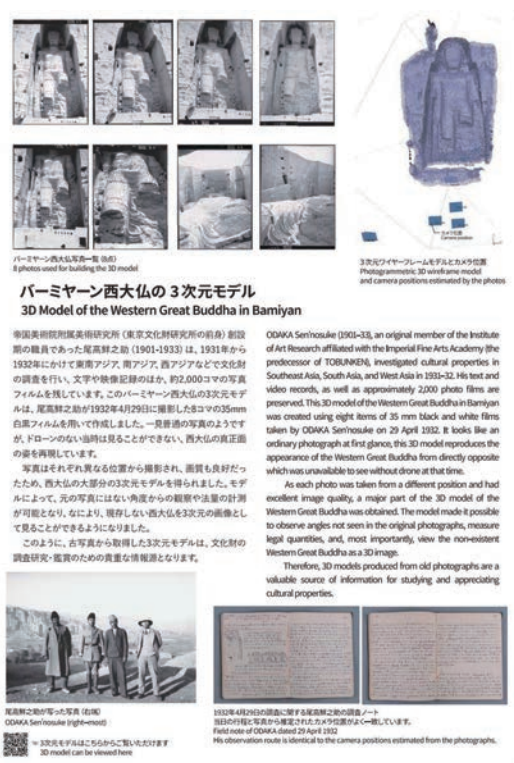 カメラ位置
Camera position
バーミヤーン西大仏写真一覧（8点）
8 photos used for building the 3D model
3次元ワイヤーフレームモデルとカメラ位置
Photogrammetric 3D wireframe model
and camera positions estimated by the photos
バーミヤーン西大仏の3次元モデル
3D Model of the Western Great Buddha in Bamiyan
帝国美術院附属美術研究所（東京文化財研究所の前身）創設
期の職員であった尾高鮮之助（1901-1933）は、1931年から
1932年にかけて東南アジア、南アジア、西アジアなどで文化財
の調査を行い、文字や映像記録のほか、約2,000コマの写真
フィルムを残しています。このバーミヤーン西大仏の3次元モデ
ルは、尾高鮮之助が1932年4月29日に撮影した8コマの35mm
白黒フィルムを用いて作成しました。一見普通の写真のようです
が、ドローンのない当時は見ることができない、西大仏の真正面
の姿を再現しています。
写真はそれぞれ異なる位置から撮影され、画質も良好だっ
たため、西大仏の大部分の3次元モデルを得られました。モデ
ルによって、元の写真にはない角度からの観察や法量の計測
が可能となり、なにより、現存しない西大仏を3次元の画像とし
て見ることができるようになりました。
このように、古写真から取得した3次元モデルは、文化財の
調査研究・鑑賞のための貴重な情報源となります。
ODAKA Sen'nosuke (1901–33), an original member of the Institute
of Art Research affiliated with the Imperial Fine Arts Academy (the
predecessor of TOBUNKEN), investigated cultural properties in
Southeast Asia, South Asia, and West Asia in 1931–32. His text and
video records, as well as approximately 2,000 photo films are
preserved. This 3D model of the Western Great Buddha in Bamiyan
was created using eight items of 35 mm black and white films
taken by ODAKA Sen'nosuke on 29 April 1932. It looks like an
ordinary photograph at first glance, this 3D model reproduces the
appearance of the Western Great Buddha from directly opposite
which was unavailable to see without drone at that time.
As each photo was taken from a different position and had
excellent image quality, a major part of the 3D model of the
Western Great Buddha was obtained. The model made it possible
to observe angles not seen in the original photographs, measure
legal quantities, and, most importantly, view the non-existent
Western Great Buddha as a 3D image.
Therefore, 3D models produced from old photographs are a
valuable source of information for studying and appreciating
cultural properties.
尾高鮮之助が写った写真（右端）
ODAKA Sen'nosuke (right-most)
3次元モデルはこちらからご覧いただけます
3D model can be viewed here
1932年4月29日の調査に関する尾高鮮之助の調査ノート
当日の行程と写真から推定されたカメラ位置がよく一致しています。
Field note of ODAKA dated 29 April 1932
His observation route is identical to the camera positions estimated from the photographs.